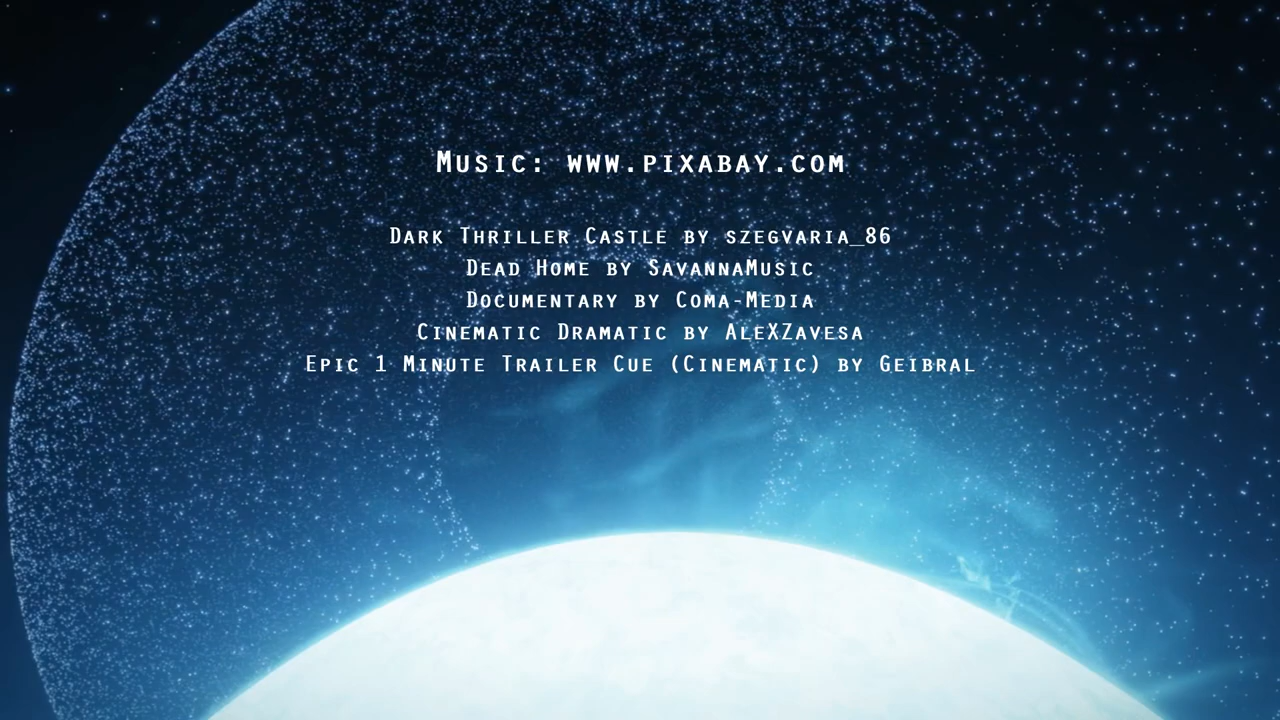 Music: www.pixabay.com
Dark Thriller Castle by szegvaria_86
Dead Home by SavannaMusic
Documentary by Coma-Media
Cinematic Dramatic by AleXZavesa
Epic 1 Minute Trailer Cue (Cinematic) by Geibral